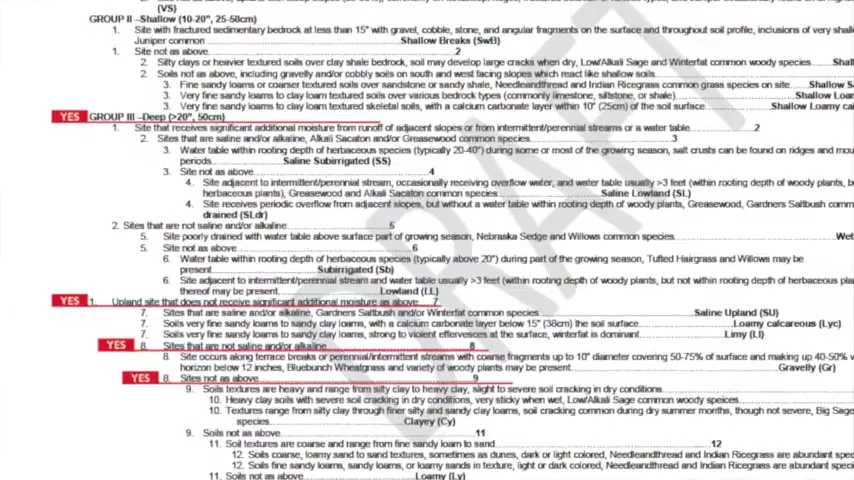 (VS)
GROUP II –Shallow (10-20", 25-50cm)
1. Site with fractured sedimentary bedrock at less than 15" with gravel, cobble, stone, and angular fragments on the surface and throughout soil profile, inclusions of very shall
Juniper common......Shallow Breaks (SwB)
1. Site not as above......2
2. Silty clays or heavier textured soils over clay shale bedrock, soil may develop large cracks when dry, Low/Alkali Sage and Winterfat common woody species......Shal
2. Soils not as above, including gravelly and/or cobbly soils on south and west facing slopes which react like shallow soils......
3. Fine sandy loams or coarser textured soils over sandstone or sandy shale, Needleandthread and Indian Ricegrass common grass species on site......Shallow S
3. Very fine sandy loams to clay loam textured soils over various bedrock types (commonly limestone, siltstone, or shale)......Shallow Loam
3. Very fine sandy loams to clay loam textured skeletal soils, with a calcium carbonate layer within 10" (25cm) of the soil surface......Shallow Loamy ca
YES GROUP III –Deep (>20", 50cm)
1. Site that receives significant additional moisture from runoff of adjacent slopes or from intermittent/perennial streams or a water table......2
2. Sites that are saline and/or alkaline, Alkali Sacaton and/or Greasewood common species......3
3. Water table within rooting depth of herbaceous species (typically 20-40") during some or most of the growing season, salt crusts can be found on ridges and mou
periods......Saline Subirrigated (SS)
3. Site not as above......4
4. Site adjacent to intermittent/perennial stream, occasionally receiving overflow water, and water table usually >3 feet (within rooting depth of woody plants, b
herbaceous plants), Greasewood and Alkali Sacaton common species......Saline Lowland (SL)
4. Site receives periodic overflow from adjacent slopes, but without a water table within rooting depth of woody plants, Greasewood, Gardners Saltbush comm
drained (SLdr)
2. Sites that are not saline and/or alkaline......5
5. Site poorly drained with water table above surface part of growing season, Nebraska Sedge and Willows common species......Wet
5. Site not as above......6
6. Water table within rooting depth of herbaceous species (typically above 20") during part of the growing season, Tufted Hairgrass and Willows may be
present......Subirrigated (Sb)
6. Site adjacent to intermittent/perennial stream and water table usually >3 feet (within rooting depth of woody plants, but not within rooting depth of herbaceous pla
thereof may be present......Lowland (LL)
YES 1. Upland site that does not receive significant additional moisture as above......7
7. Sites that are saline and/or alkaline, Gardners Saltbush and/or Winterfat common species......Saline Upland (SU)
7. Soils very fine sandy loams to sandy clay loams, with a calcium carbonate layer below 15" (38cm) the soil surface......Loamy calcareous (Lyc)
7. Soils very fine sandy loams to sandy clay loams, strong to violent effervesces at the surface, winterfat is dominant......Limy (LI)
YES 8. Sites that are not saline and/or alkaline......8
8. Site occurs along terrace breaks or perennial/intermittent streams with coarse fragments up to 10" diameter covering 50-75% of surface and making up 40-50% v
horizon below 12 inches, Bluebunch Wheatgrass and variety of woody plants may be present......Gravelly (Gr)
YES 8. Sites not as above......9
9. Soils textures are heavy and range from silty clay to heavy clay, slight to severe soil cracking in dry conditions......
10. Heavy clay soils with severe soil cracking in dry conditions, very sticky when wet, Low/Alkali Sage common woody species......
10. Textures range from silty clay through finer silty and sandy clay loams, soil cracking common during dry summer months, though not severe, Big Sage
species......Clayey (Cy)
9. Soils not as above......11
11. Soil textures are coarse and range from fine sandy loam to sand......12
12. Soils coarse, loamy sand to sand textures, sometimes as dunes, dark or light colored, Needleandthread and Indian Ricegrass are abundant spec
12. Soils fine sandy loams, sandy loams, or loamy sands in texture, light or dark colored, Needleandthread and Indian Ricegrass are abundant speci
11. Soils not as above......Loamy (Ly)
DRAFT